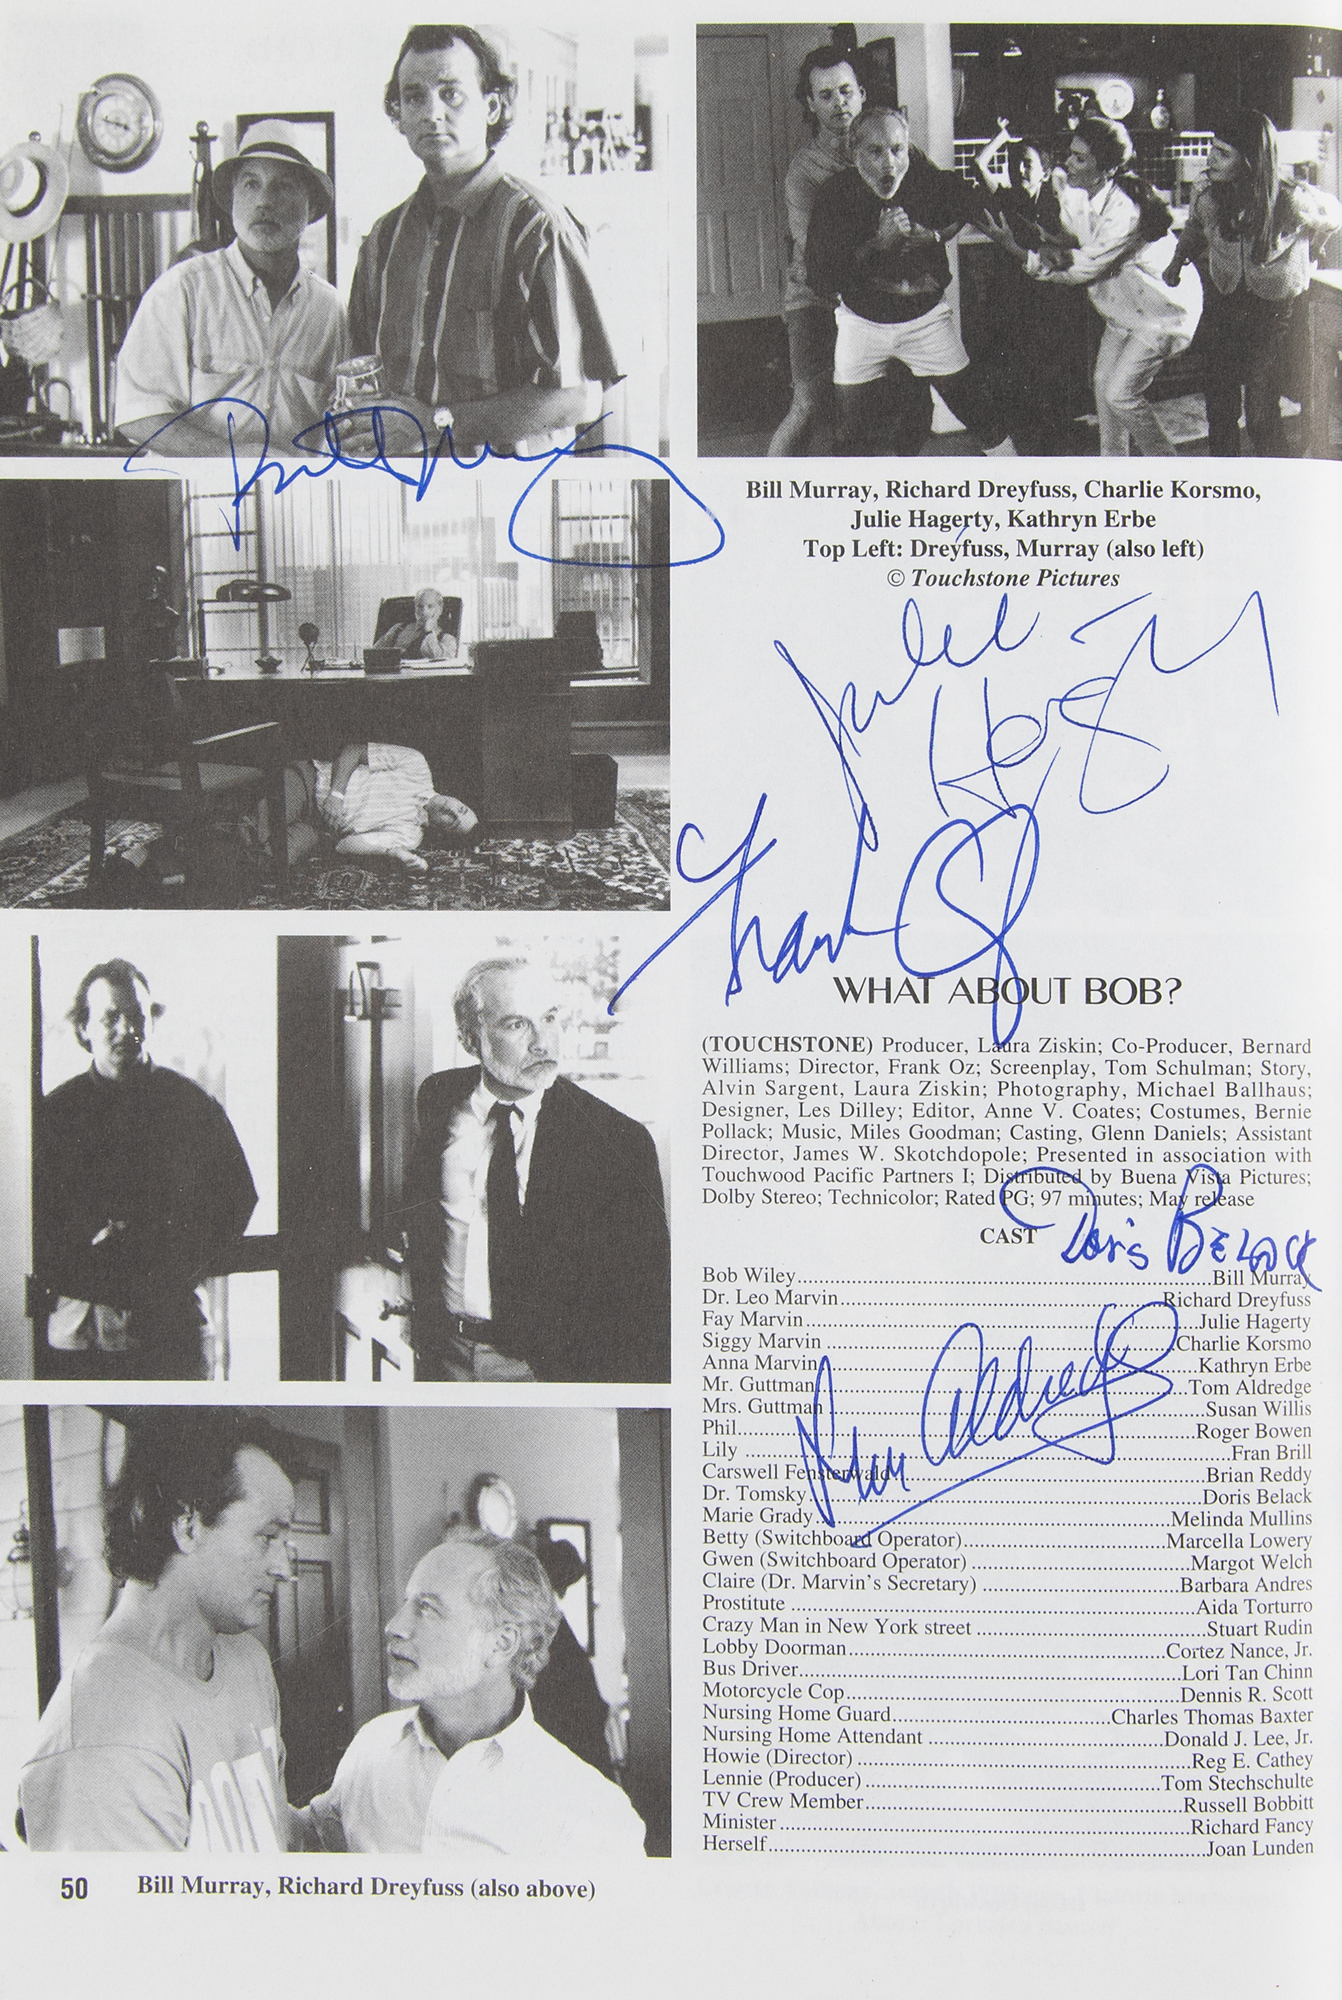 Bill Murray
Bill Murray, Richard Dreyfuss, Charlie Korsmo,
Julie Hagerty, Kathryn Erbe
Top Left: Dreyfuss, Murray (also left)
© Touchstone Pictures
Julie
Hagerty
Frank Oz
WHAT ABOUT BOB?
(TOUCHSTONE) Producer, Laura Ziskin; Co-Producer, Bernard
Williams; Director, Frank Oz; Screenplay, Tom Schulman; Story,
Alvin Sargent, Laura Ziskin; Photography, Michael Ballhaus;
Designer, Les Dilley; Editor, Anne V. Coates; Costumes, Bernie
Pollack; Music, Miles Goodman; Casting, Glenn Daniels; Assistant
Director, James W. Skotchdopole; Presented in association with
Touchwood Pacific Partners I; Distributed by Buena Vista Pictures;
Dolby Stereo; Technicolor; Rated PG; 97 minutes; May release
CAST
Doris BELACK
Bob Wiley....Bill Murray
Dr. Leo Marvin....Richard Dreyfuss
Fay Marvin....Julie Hagerty
Siggy Marvin....Charlie Korsmo
Anna Marvin....Kathryn Erbe
Mr. Guttman....Tom Aldredge
Mrs. Guttman....Susan Willis
Phil....Roger Bowen
Lily....Fran Brill
Carswell Fensterwald....Brian Reddy
Dr. Tomsky....Doris Belack
Marie Grady....Melinda Mullins
Betty (Switchboard Operator)....Marcella Lowery
Gwen (Switchboard Operator)....Margot Welch
Claire (Dr. Marvin's Secretary)....Barbara Andres
Prostitute....Aida Torturro
Crazy Man in New York street....Stuart Rudin
Lobby Doorman....Cortez Nance, Jr.
Bus Driver....Lori Tan Chinn
Motorcycle Cop....Dennis R. Scott
Nursing Home Guard....Charles Thomas Baxter
Nursing Home Attendant....Donald J. Lee, Jr.
Howie (Director)....Reg E. Cathey
Lennie (Producer)....Tom Stechschulte
TV Crew Member....Russell Bobbitt
Minister....Richard Fancy
Herself....Joan Lunden
Aldredge
50 Bill Murray, Richard Dreyfuss (also above)